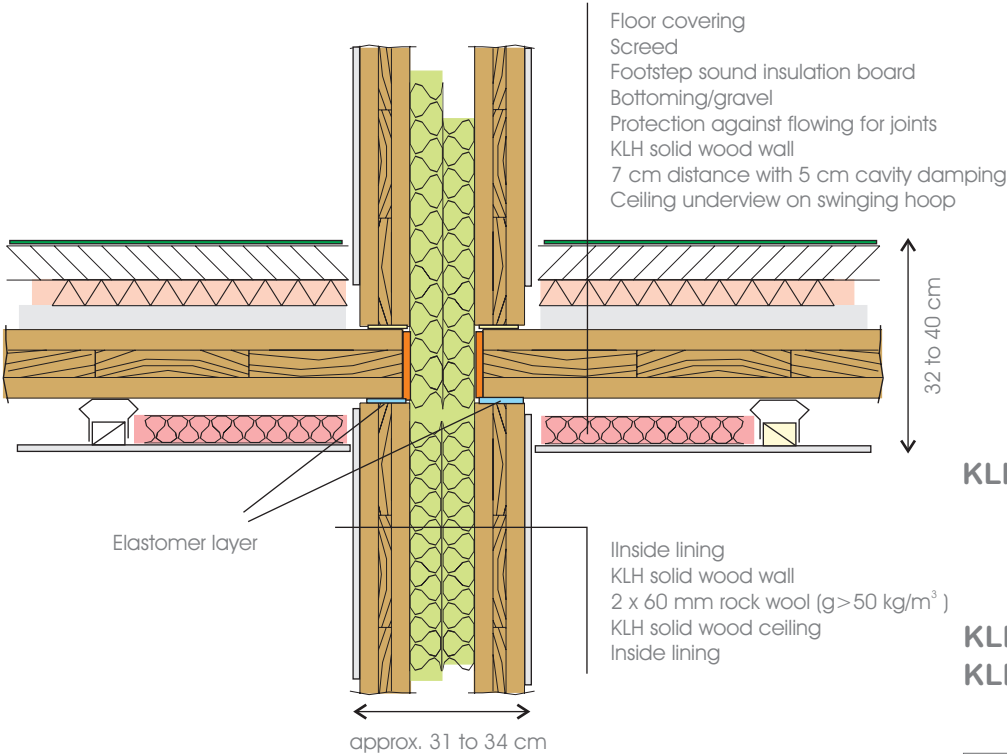 Floor covering
Screed
Footstep sound insulation board
Bottoming/gravel
Protection against flowing for joints
KLH solid wood wall
7 cm distance with 5 cm cavity damping
Ceiling underview on swinging hoop
32 to 40 cm
KLH
Elastomer layer
IInside lining
KLH solid wood wall
2 x 60 mm rock wool (g>50 kg/m³ )
KLH solid wood ceiling
Inside lining
KLH
KLH
approx. 31 to 34 cm